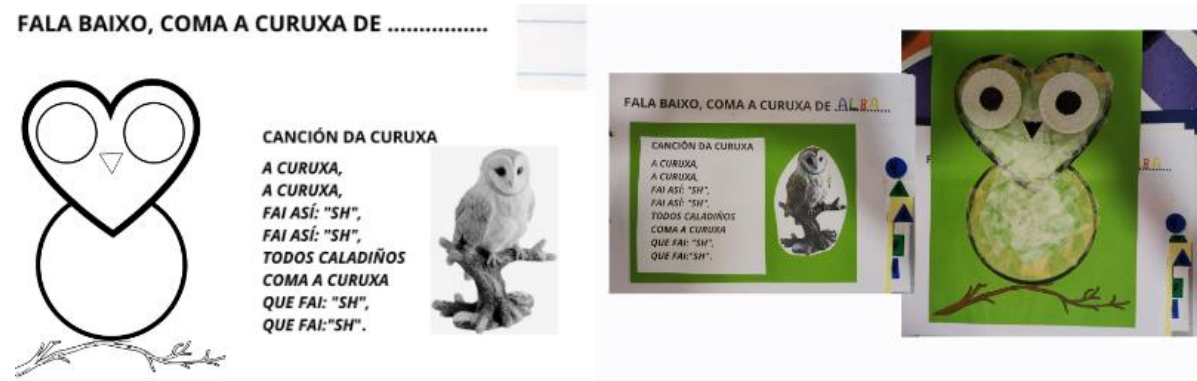 FALA BAIXO, COMA A CURUXA DE ................
CANCIÓN DA CURUXA
A CURUXA,
A CURUXA,
FAI ASÍ: "SH",
FAI ASÍ: "SH",
TODOS CALADIÑOS
COMA A CURUXA
QUE FAI: "SH",
QUE FAI:"SH".
FALA BAIXO, COMA A CURUXA DE ..ALBA......
CANCIÓN DA CURUXA
A CURUXA,
A CURUXA,
FAI ASÍ: "SH",
FAI ASÍ: "SH",
TODOS CALADIÑOS
COMA A CURUXA
QUE FAI: "SH",
QUE FAI:"SH".